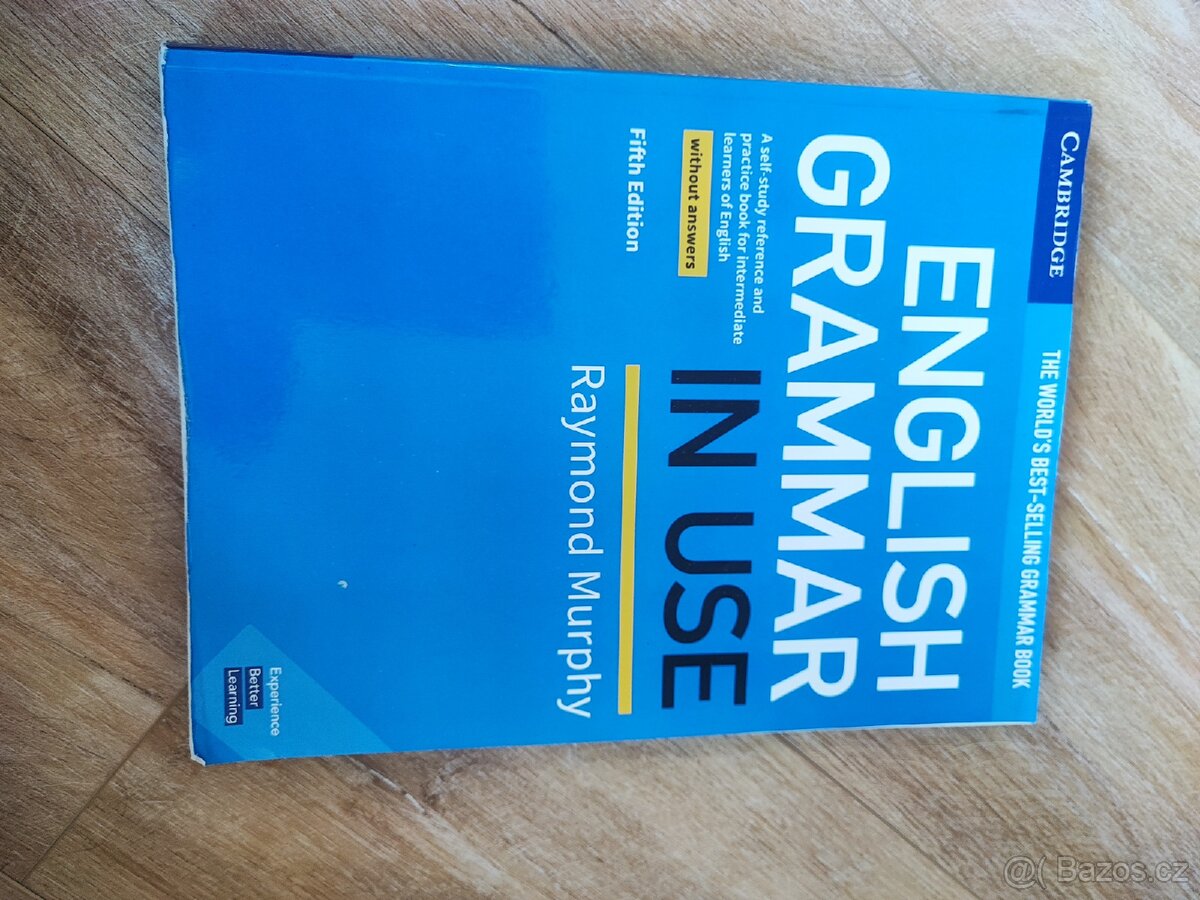 CAMBRIDGE
THE WORLD'S BEST-SELLING GRAMMAR BOOK
ENGLISH
GRAMMAR
IN USE
Raymond Murphy
A self-study reference and
practice book for intermediate
learners of English
without answers
Fifth Edition
Experience
Better
Learning
@( Bazos.cz